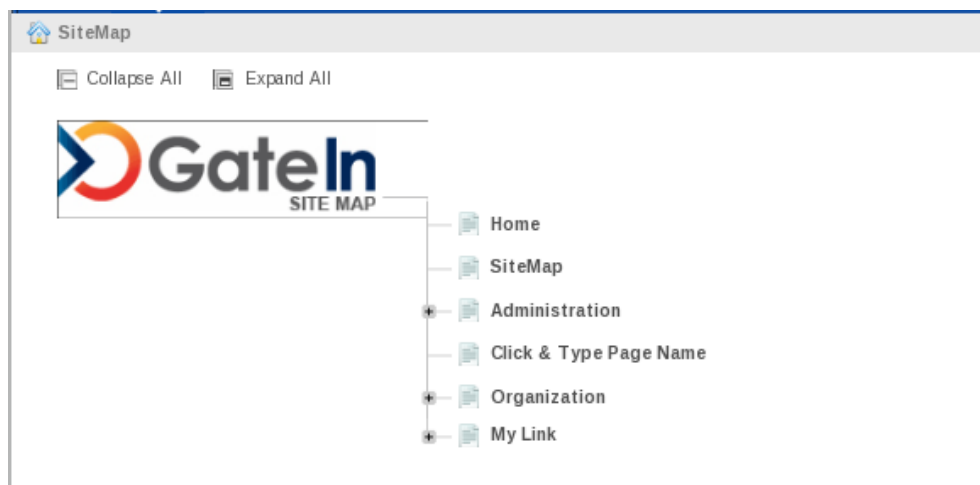 SiteMap
Collapse All Expand All
GateIn
SITE MAP
Home
SiteMap
Administration
Click & Type Page Name
Organization
My Link